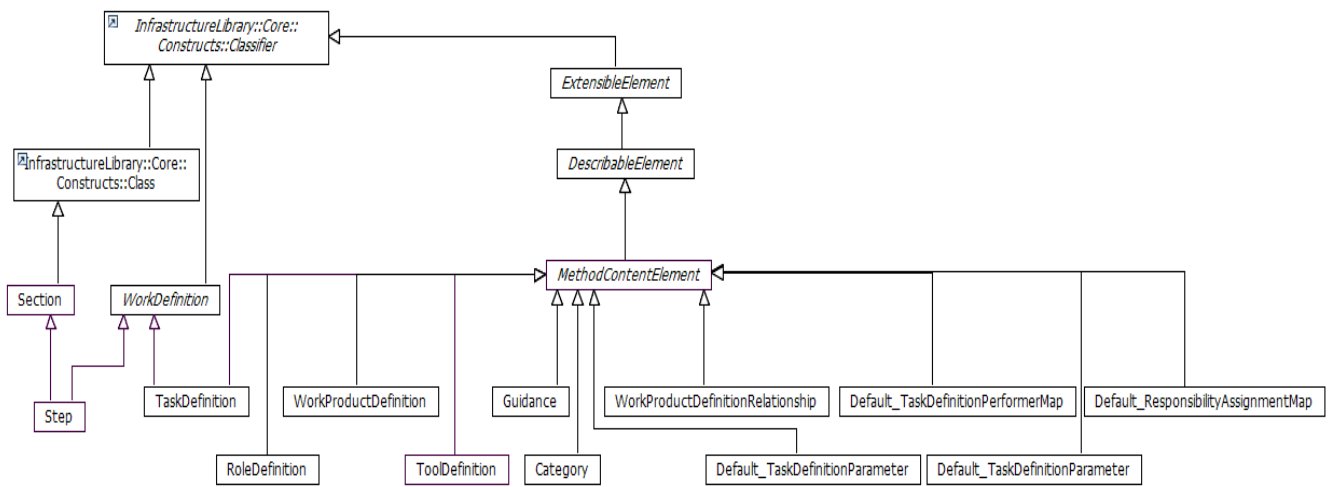 InfrastructureLibrary::Core::
Constructs::Classifier
ExtensibleElement
InfrastructureLibrary::Core::
Constructs::Class
DescribableElement
MethodContentElement
Section
WorkDefinition
TaskDefinition
WorkProductDefinition
Guidance
WorkProductDefinitionRelationship
Default_TaskDefinitionPerformerMap
Default_ResponsibilityAssignmentMap
Step
RoleDefinition
ToolDefinition
Category
Default_TaskDefinitionParameter
Default_TaskDefinitionParameter